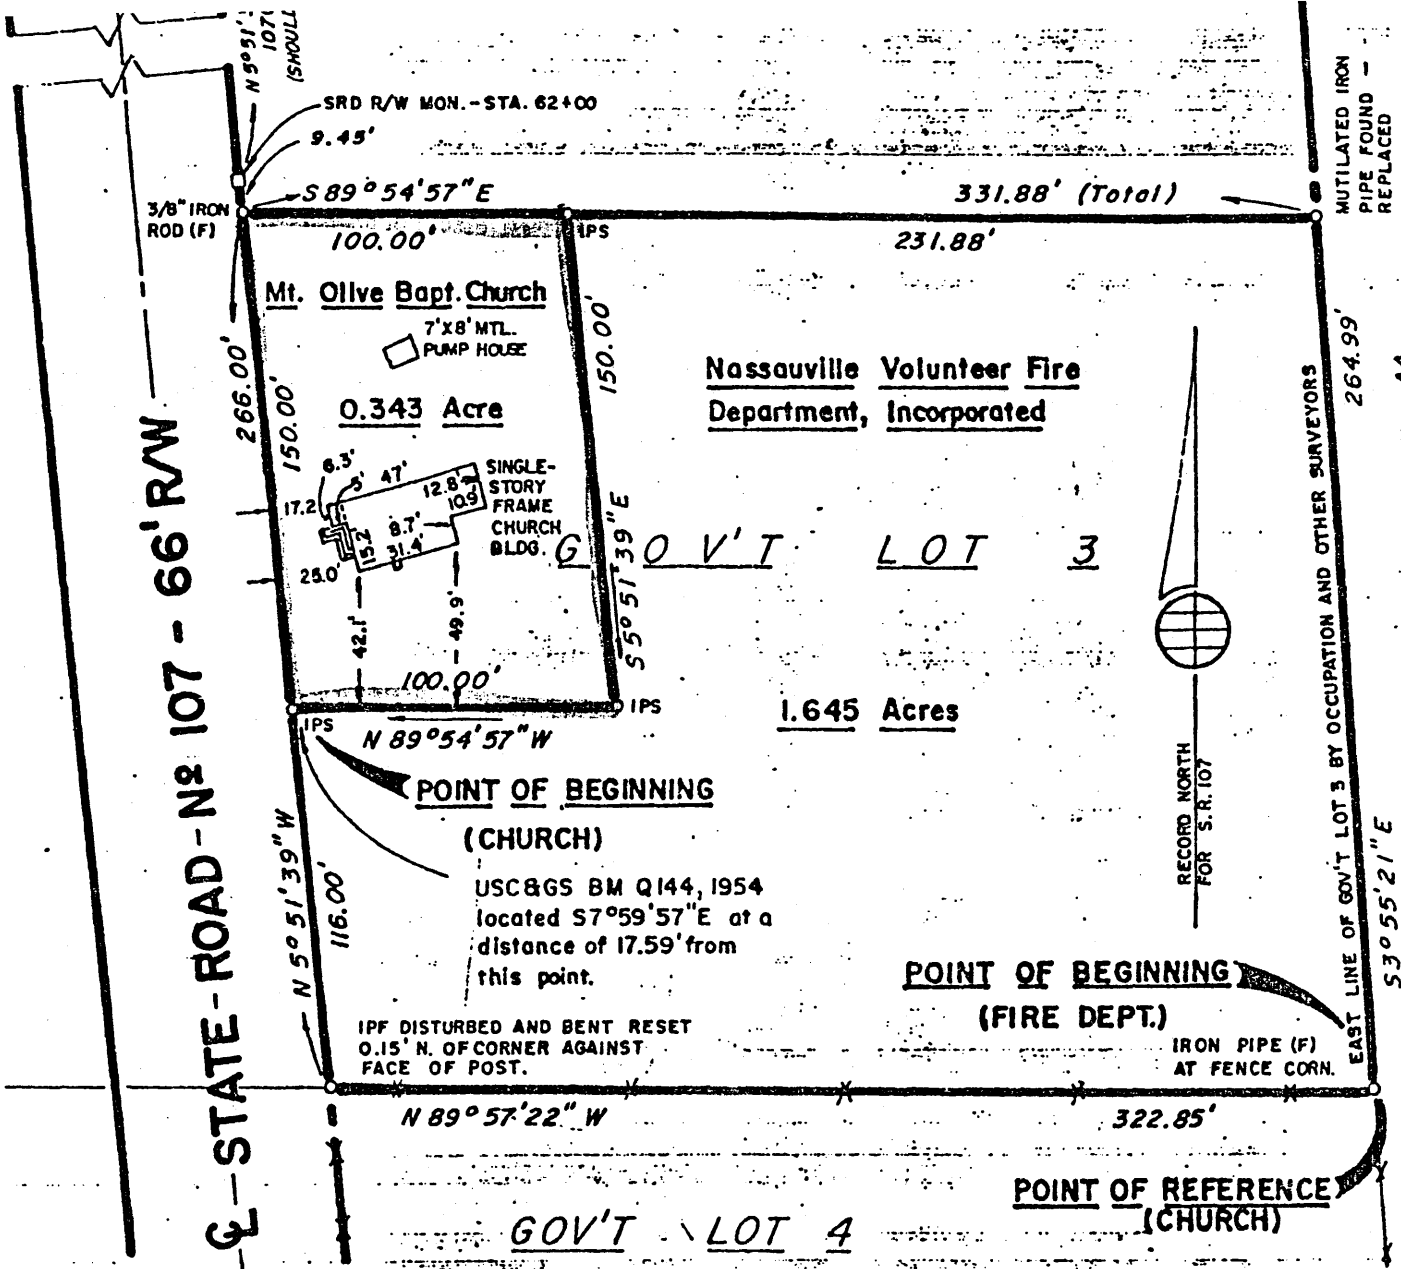 N 5°51'
107
(SHOULD
SRD R/W MON.-STA. 62+00
9.45'
MUTILATED IRON
PIPE FOUND -
REPLACED
3/8" IRON
ROD (F)
S 89°54'57" E
331.88' (Total)
100.00'
IPS
231.88'
Mt. Olive Bapt. Church
7'X8' MTL.
PUMP HOUSE
266.00'
150.00'
150.00'
264.99'
0.343 Acre
Nassauville Volunteer Fire
Department, Incorporated
6.3'
5'
47'
12.8'
10.9'
17.2
15.2'
8.7'
31.4'
25.0'
SINGLE-
STORY
FRAME
CHURCH
BLDG.
GOV'T LOT 3
42.1'
49.9'
S 5°51'39" E
100.00'
IPS
IPS
N 89°54'57" W
1.645 Acres
POINT OF BEGINNING
(CHURCH)
USC&GS BM Q144, 1954
located S7°59'57"E at a
distance of 17.59' from
this point.
N 5°51'39" W
116.00'
RECORD NORTH
FOR S.R. 107
EAST LINE OF GOV'T LOT 3 BY OCCUPATION AND OTHER SURVEYORS
S3°55'21" E
POINT OF BEGINNING
(FIRE DEPT.)
IPF DISTURBED AND BENT RESET
0.15' N. OF CORNER AGAINST
FACE OF POST.
IRON PIPE (F)
AT FENCE CORN.
N 89°57'22" W
322.85'
POINT OF REFERENCE
(CHURCH)
GOV'T LOT 4
℄ STATE-ROAD-Nº 107 - 66' R/W